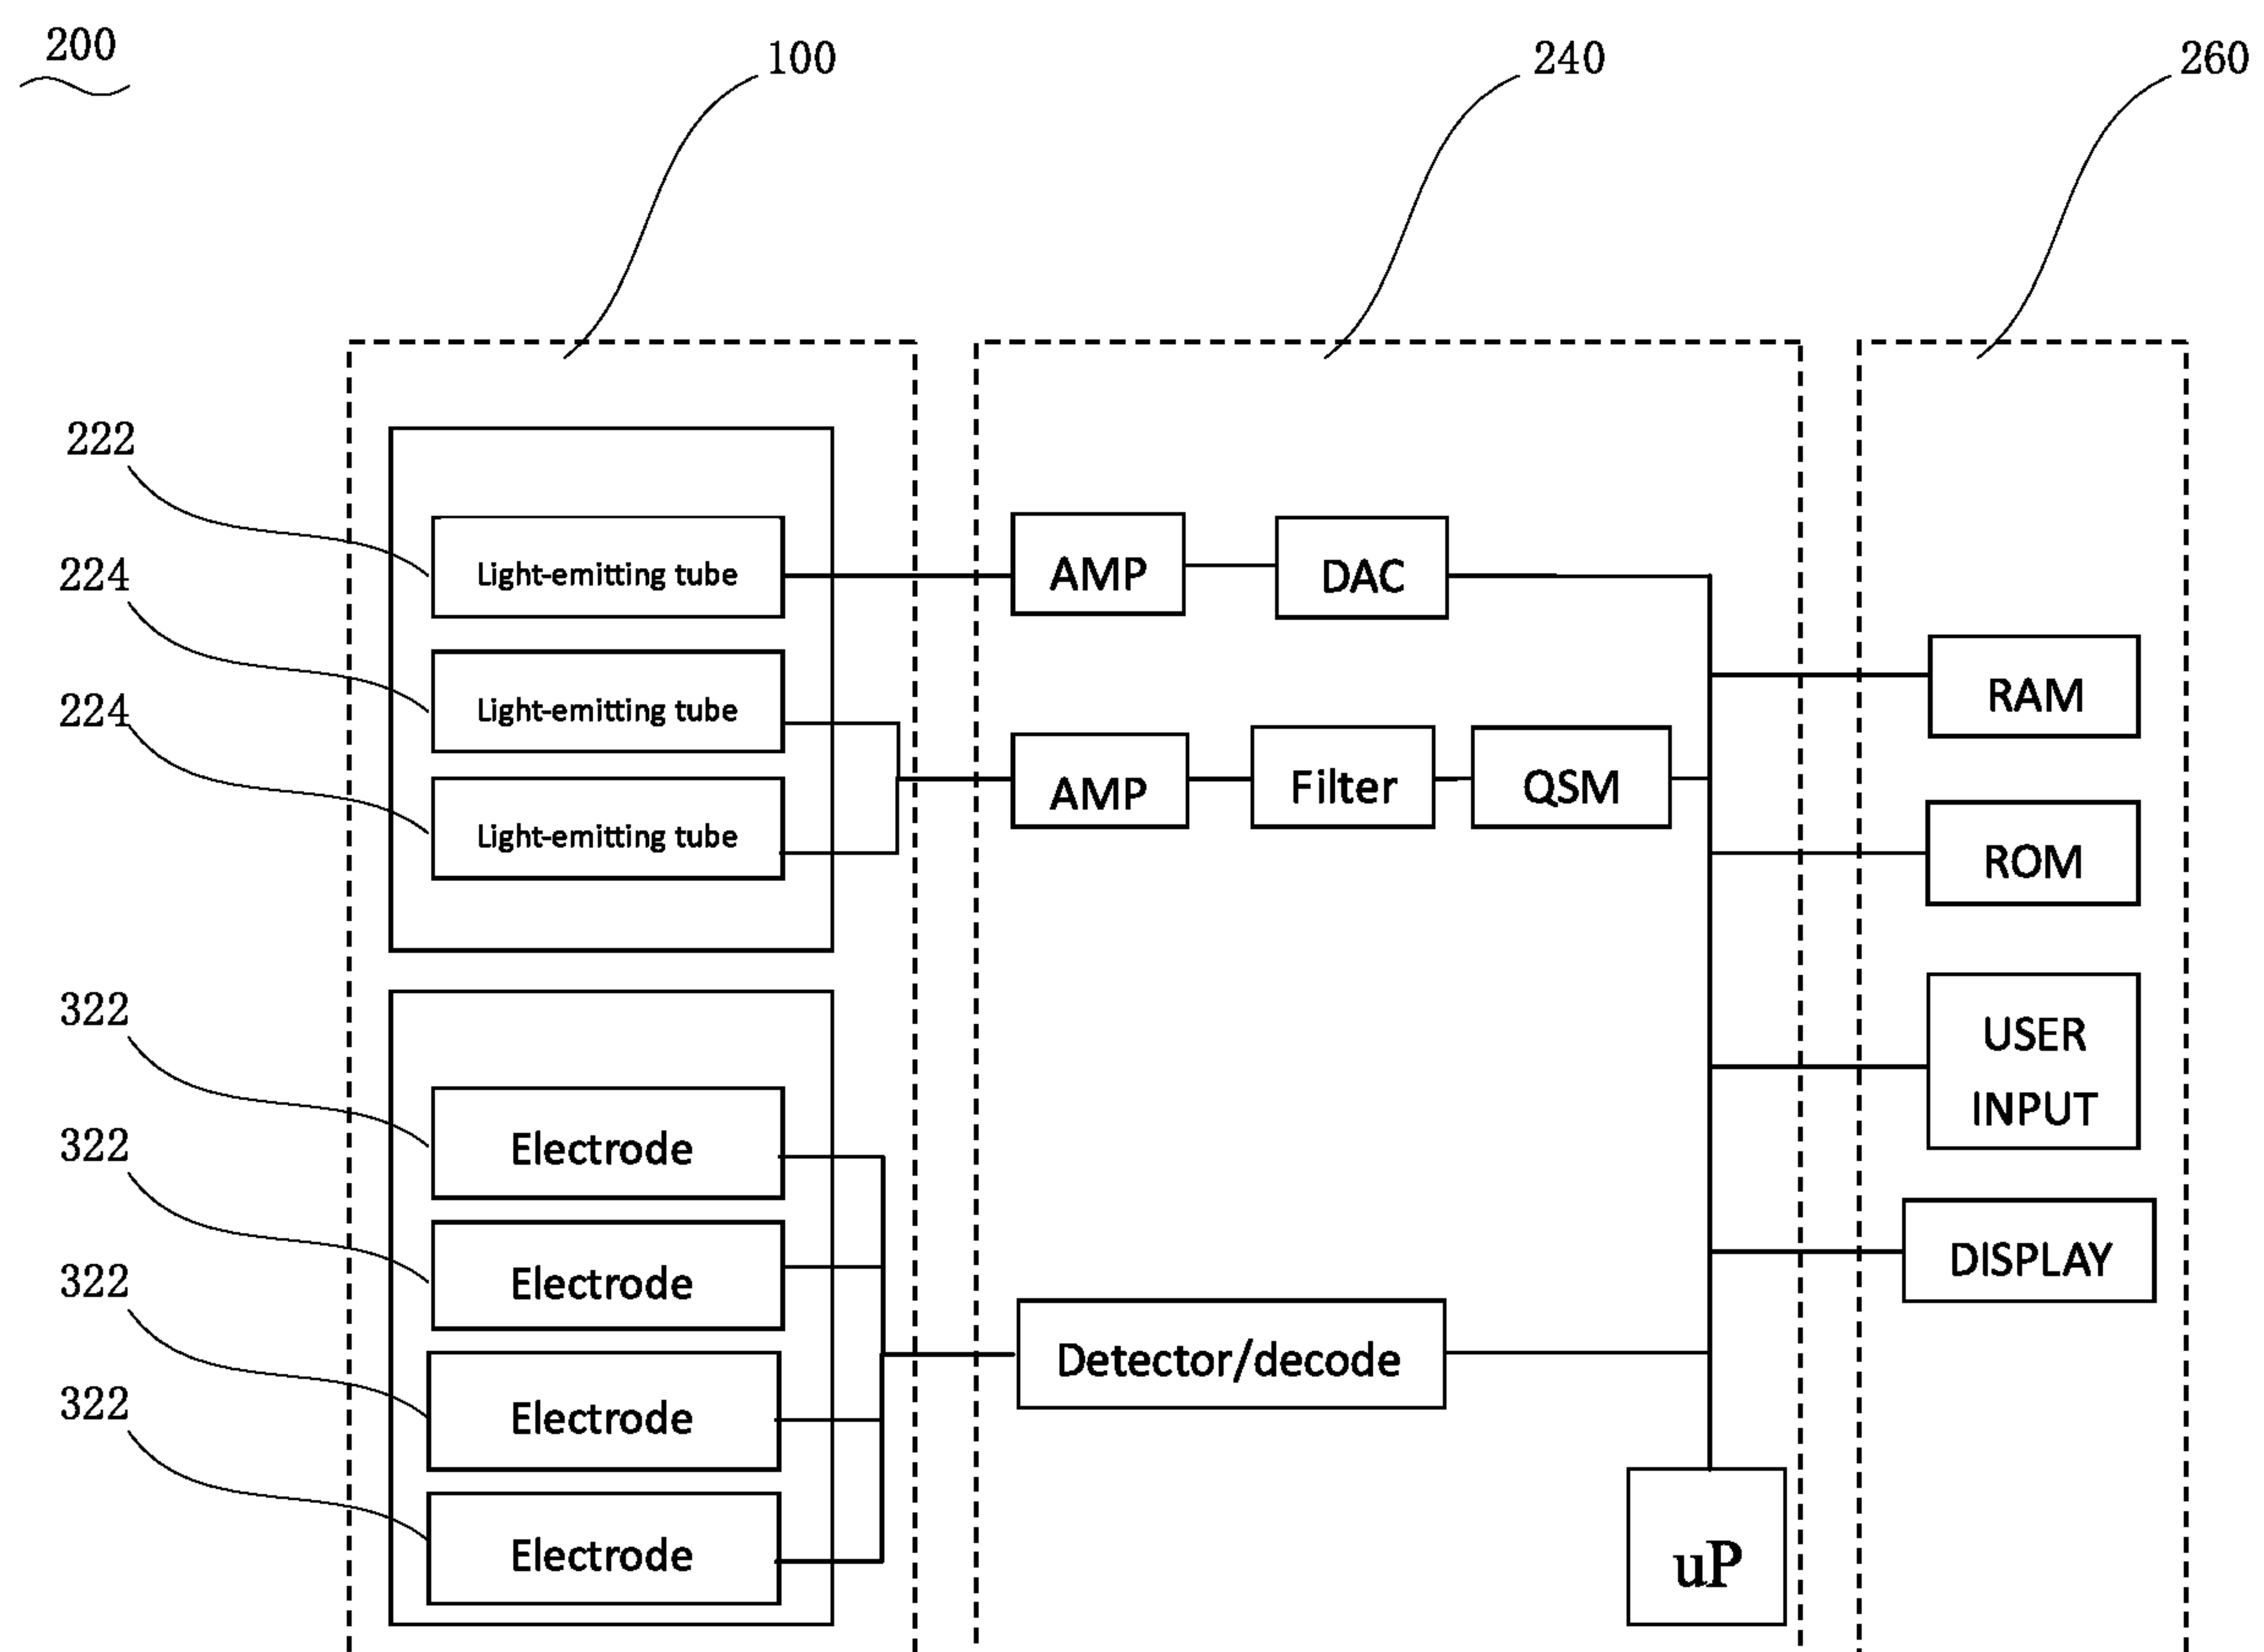 200
100
240
260
222
Light-emitting tube
AMP
DAC
224
Light-emitting tube
RAM
224
Light-emitting tube
AMP
Filter
QSM
ROM
322
Electrode
USER
INPUT
322
Electrode
DISPLAY
322
Electrode
Detector/decode
322
Electrode
uP